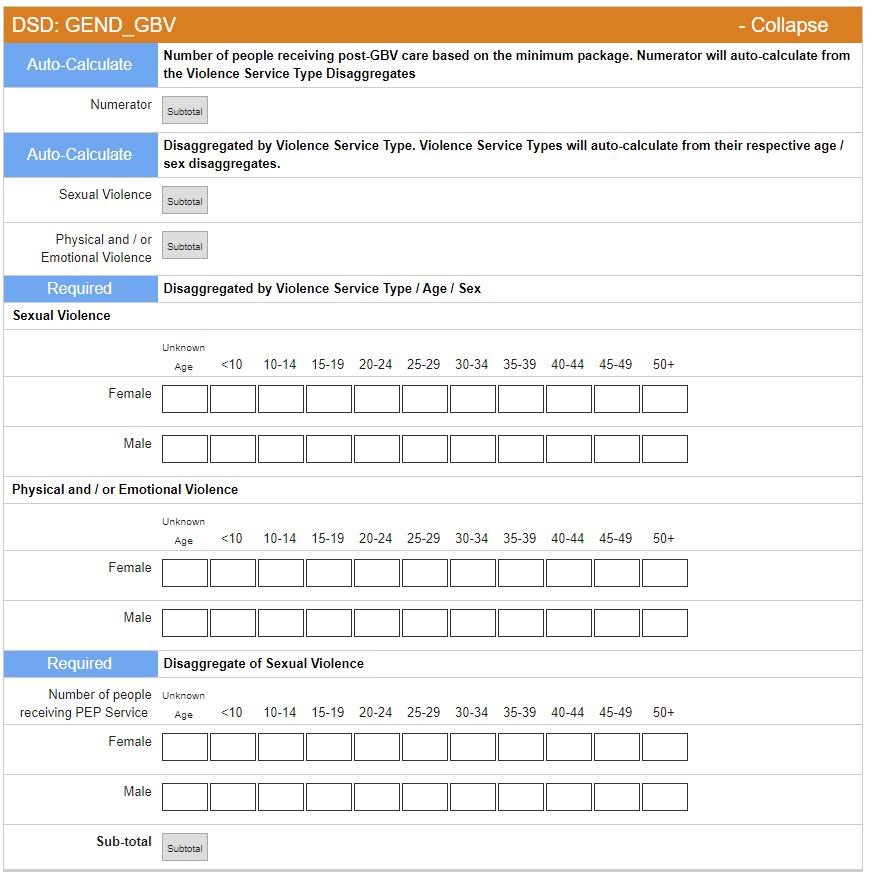 DSD: GEND_GBV - Collapse
Auto-Calculate Number of people receiving post-GBV care based on the minimum package. Numerator will auto-calculate from
the Violence Service Type Disaggregates
Numerator Subtotal
Auto-Calculate Disaggregated by Violence Service Type. Violence Service Types will auto-calculate from their respective age /
sex disaggregates.
Sexual Violence Subtotal
Physical and / or
Emotional Violence Subtotal
Required Disaggregated by Violence Service Type / Age / Sex
Sexual Violence
Unknown
Age <10 10-14 15-19 20-24 25-29 30-34 35-39 40-44 45-49 50+
Female
Male
Physical and / or Emotional Violence
Unknown
Age <10 10-14 15-19 20-24 25-29 30-34 35-39 40-44 45-49 50+
Female
Male
Required Disaggregate of Sexual Violence
Number of people Unknown
receiving PEP Service Age <10 10-14 15-19 20-24 25-29 30-34 35-39 40-44 45-49 50+
Female
Male
Sub-total Subtotal